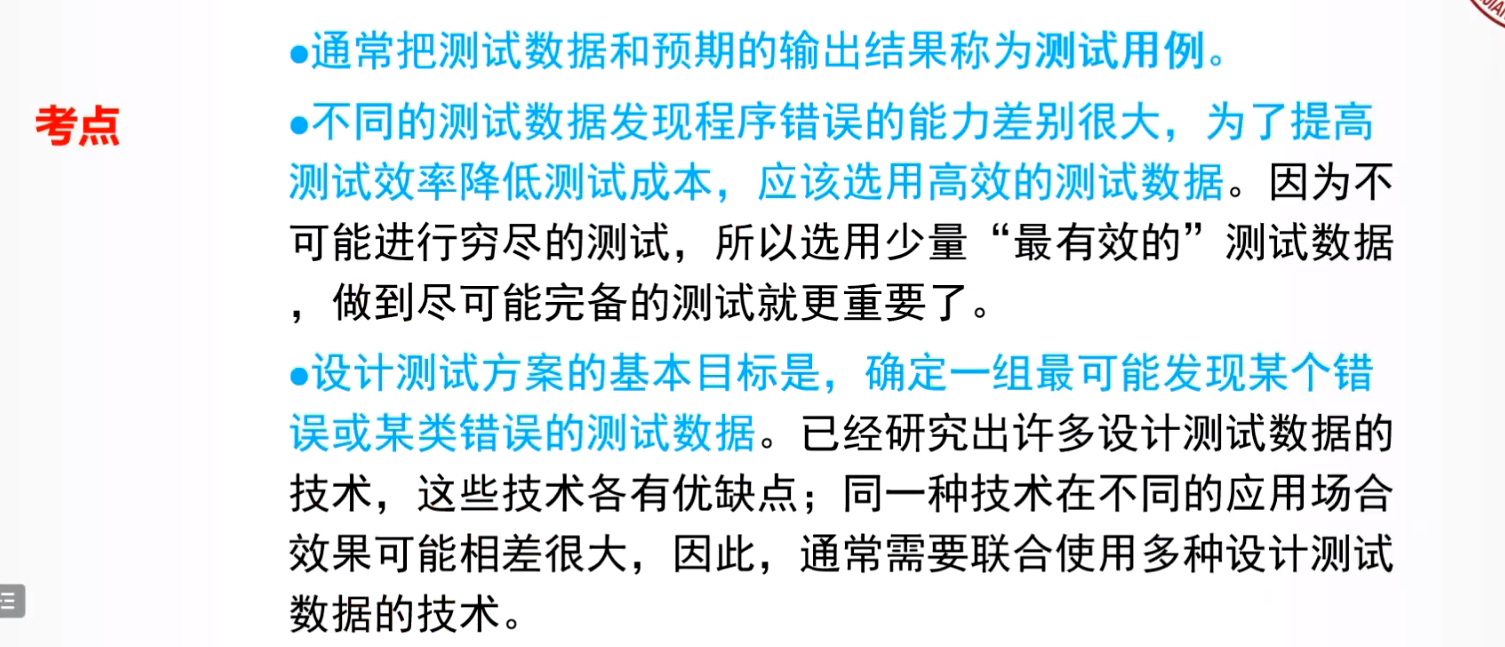 ●通常把测试数据和预期的输出结果称为测试用例。
考点
●不同的测试数据发现程序错误的能力差别很大，为了提高
测试效率降低测试成本，应该选用高效的测试数据。因为不
可能进行穷尽的测试，所以选用少量“最有效的”测试数据
，做到尽可能完备的测试就更重要了。
●设计测试方案的基本目标是，确定一组最可能发现某个错
误或某类错误的测试数据。已经研究出许多设计测试数据的
技术，这些技术各有优缺点；同一种技术在不同的应用场合
效果可能相差很大，因此，通常需要联合使用多种设计测试
数据的技术。